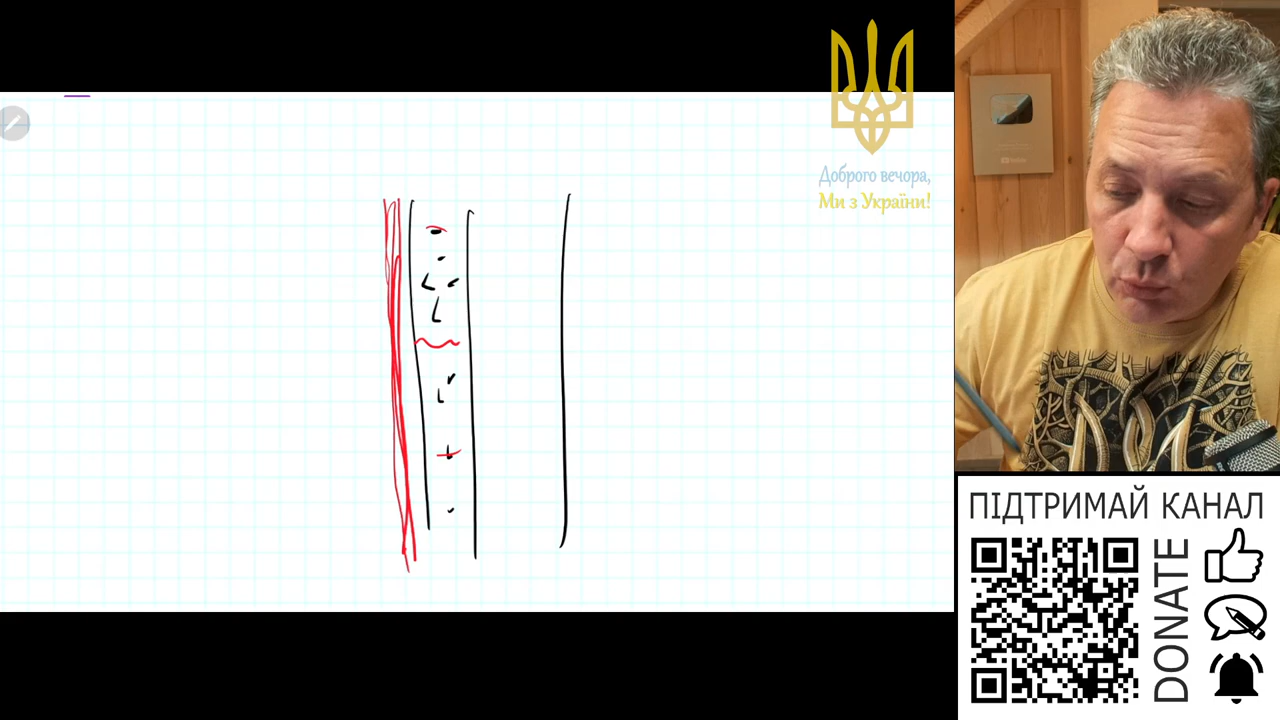 Доброго вечора,
Ми з України!
ПІДТРИМАЙ КАНАЛ
DONATE